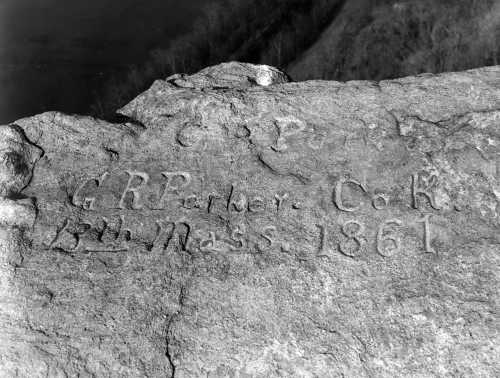 G R Parker. Co K.
13th Mass. 1861